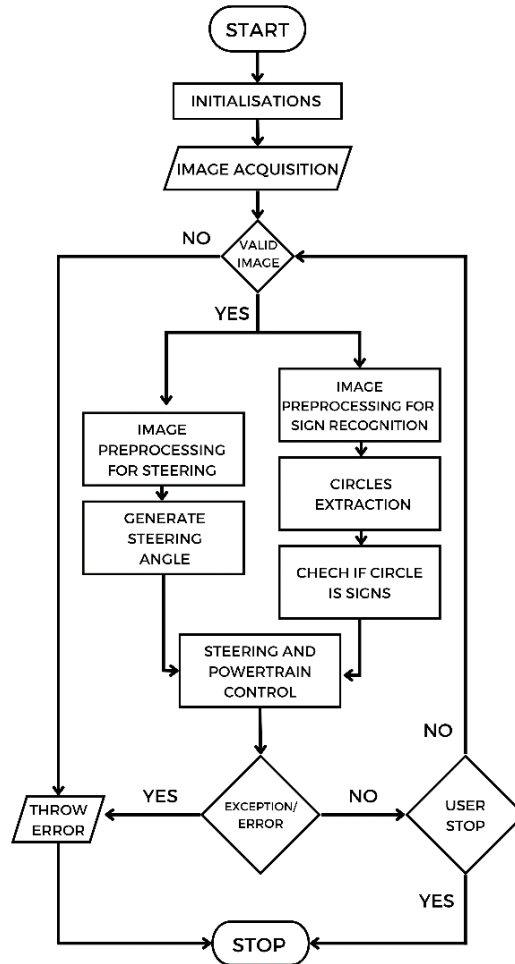 START
INITIALISATIONS
IMAGE ACQUISITION
NO
VALID
IMAGE
YES
IMAGE
PREPROCESSING FOR
SIGN RECOGNITION
IMAGE
PREPROCESSING
FOR STEERING
CIRCLES
EXTRACTION
GENERATE
STEERING
ANGLE
CHECH IF CIRCLE
IS SIGNS
STEERING AND
POWERTRAIN
CONTROL
NO
THROW
ERROR
YES
EXCEPTION/
ERROR
NO
USER
STOP
YES
STOP